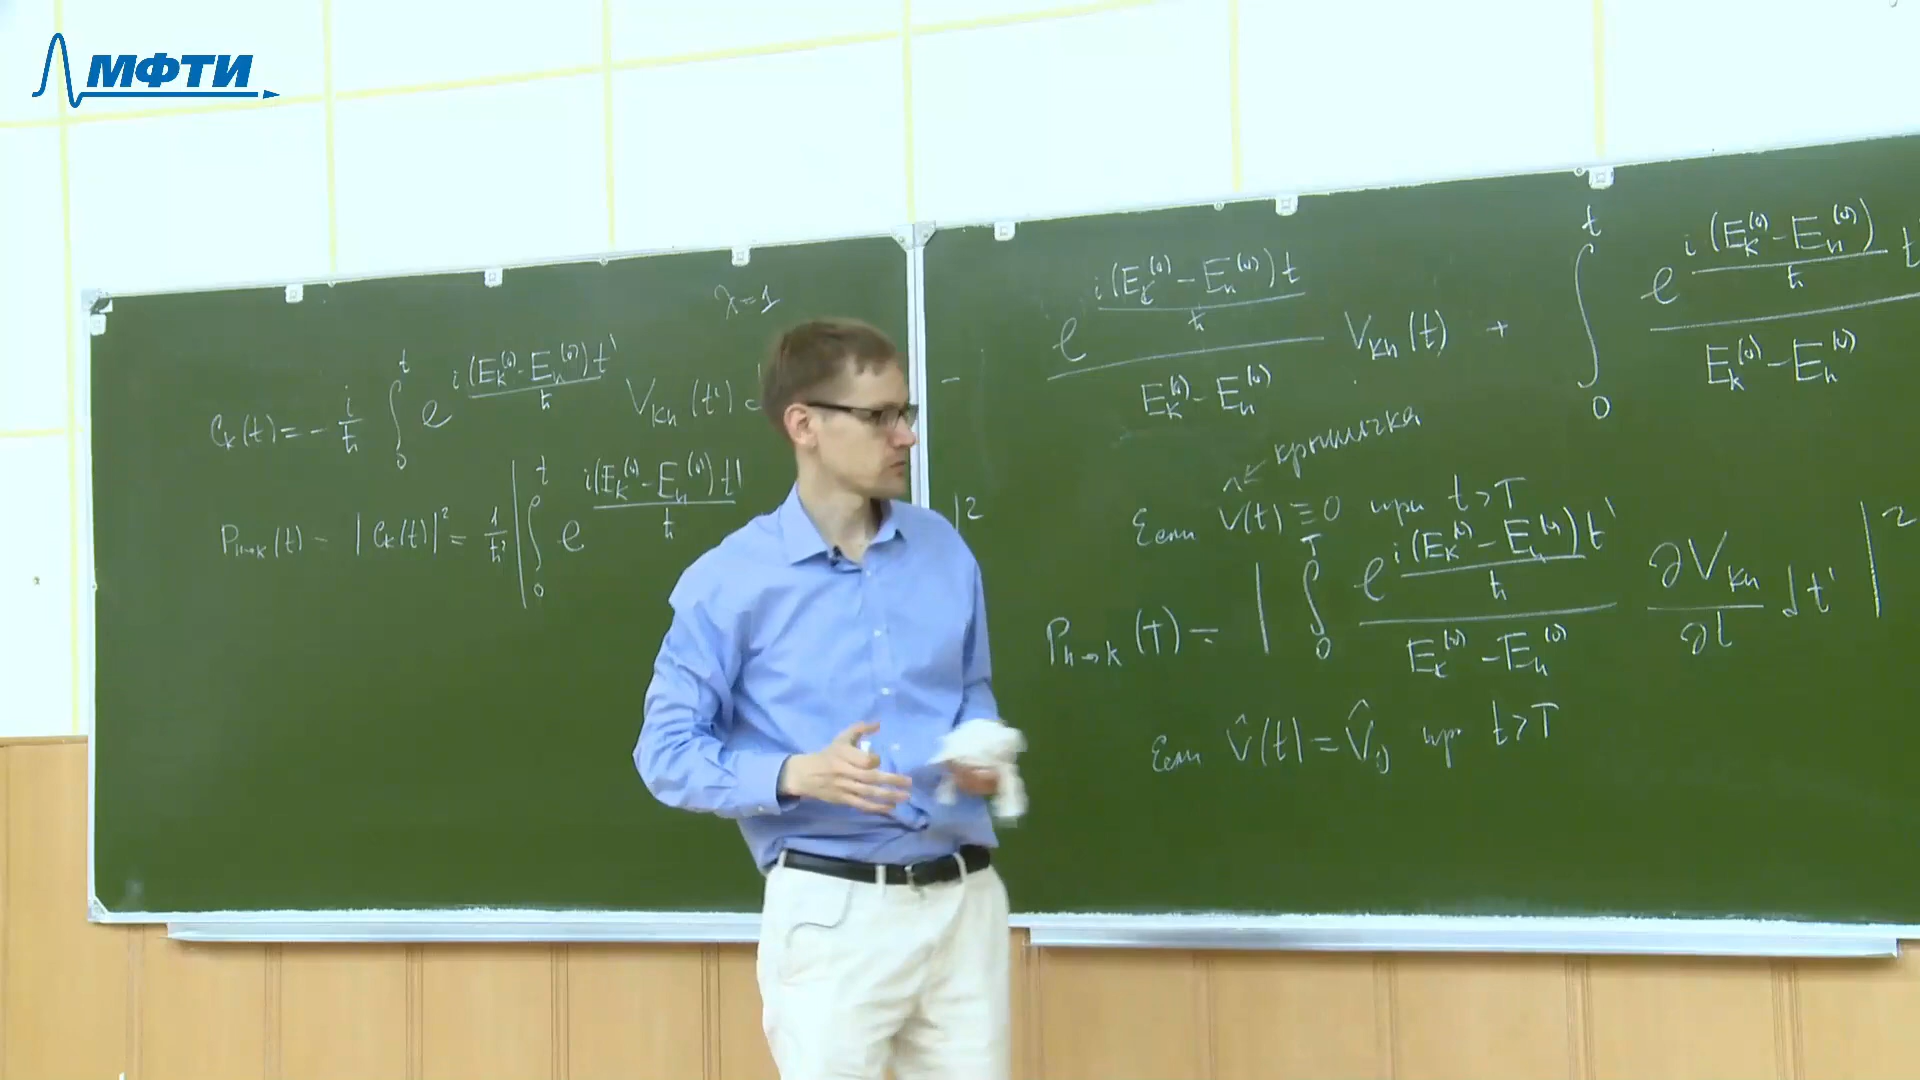 МФТИ
λ=1
C_k(t) = - i/ħ ∫_0^t e^{i(E_k^{(0)} - E_n^{(0)})t'/ħ} V_{kn}(t')
P_{n→k}(t) = |C_k(t)|² = 1/ħ² | ∫_0^t e^{i(E_k^{(0)} - E_n^{(0)})t'/ħ} |²
- e^{i(E_k^{(0)} - E_n^{(0)})t/ħ} / (E_k^{(0)} - E_n^{(0)}) V_{kn}(t) + ∫_0^t e^{i(E_k^{(0)} - E_n^{(0)})t/ħ} / (E_k^{(0)} - E_n^{(0)})
крышечка
Если V̂(t) ≡ 0 при t > T
P_{n→k}(T) = | ∫_0^T e^{i(E_k^{(0)} - E_n^{(0)})t'/ħ} / (E_k^{(0)} - E_n^{(0)}) ∂V_{kn}/∂t dt' |²
Если V̂(t) = V̂_0 при t > T